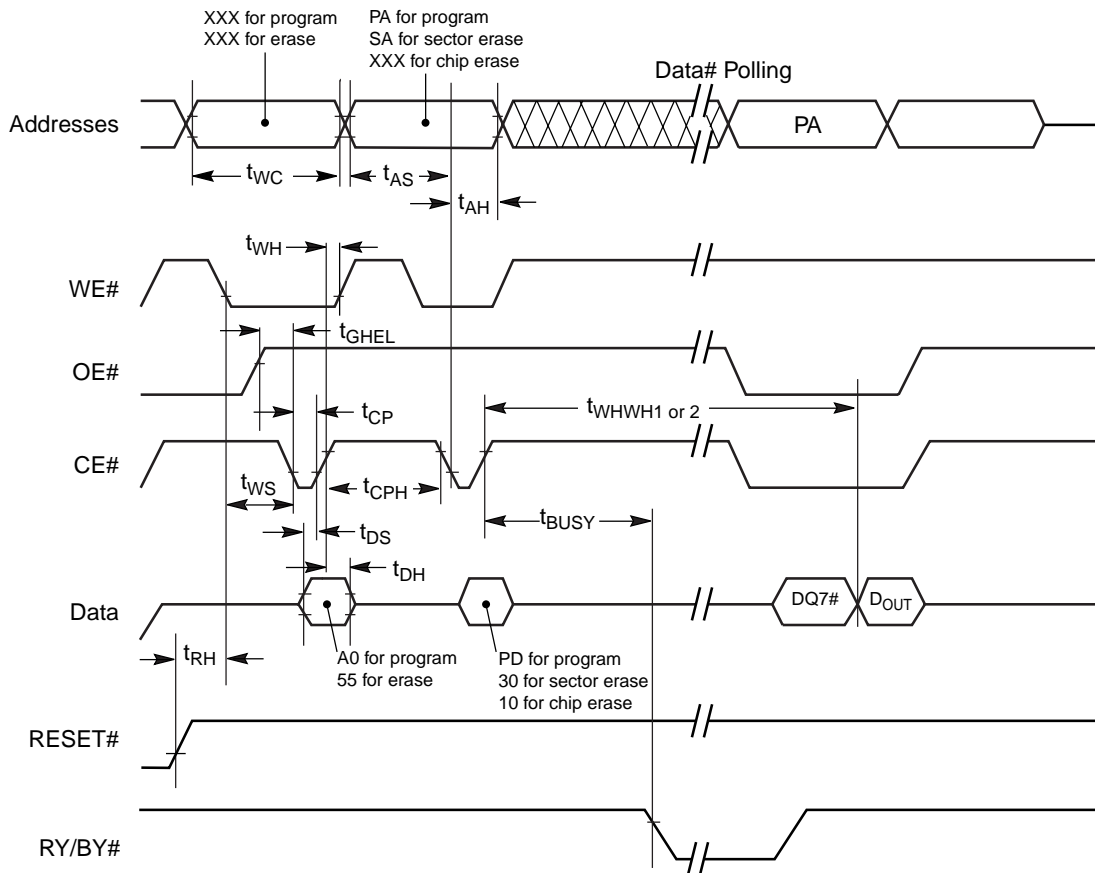 XXX for program
XXX for erase
PA for program
SA for sector erase
XXX for chip erase
Data# Polling
Addresses
PA
tWC
tAS
tAH
tWH
WE#
tGHEL
OE#
tWHWH1 or 2
tCP
CE#
tWS
tCPH
tBUSY
tDS
tDH
Data
DQ7#
DOUT
tRH
A0 for program
55 for erase
PD for program
30 for sector erase
10 for chip erase
RESET#
RY/BY#